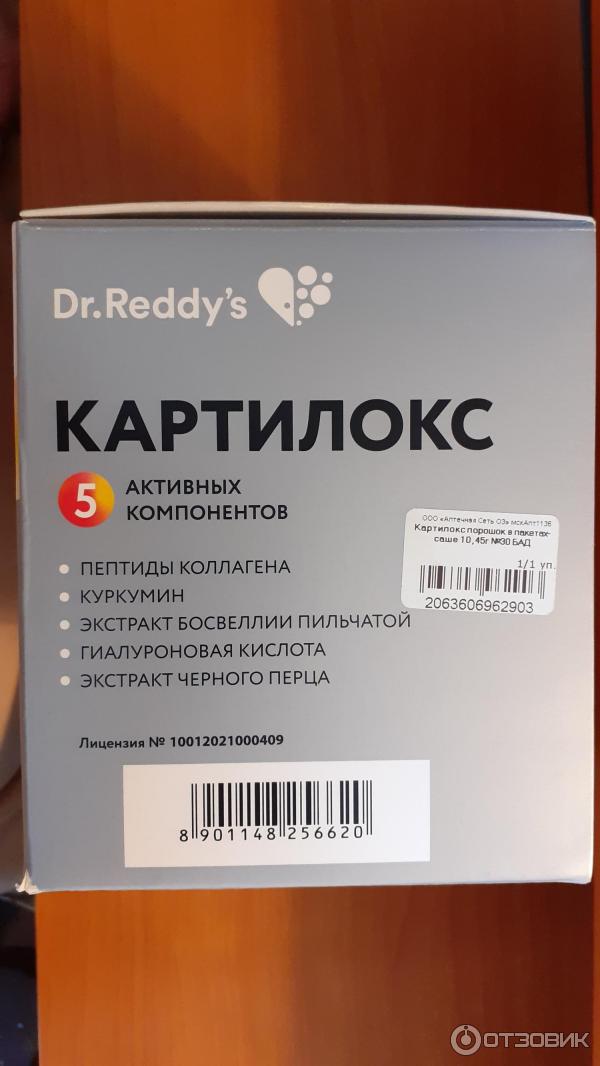 Dr.Reddy's
КАРТИЛОКС
5 АКТИВНЫХ
КОМПОНЕНТОВ
ООО «Аптечная Сеть О3» мскАпт1136
Картилокс порошок в пакетах-
саше 10,45г №30 БАД
1/1 уп.
2063606962903
• ПЕПТИДЫ КОЛЛАГЕНА
• КУРКУМИН
• ЭКСТРАКТ БОСВЕЛЛИИ ПИЛЬЧАТОЙ
• ГИАЛУРОНОВАЯ КИСЛОТА
• ЭКСТРАКТ ЧЕРНОГО ПЕРЦА
Лицензия № 10012021000409
8 901148 256620
ОТЗОВИК